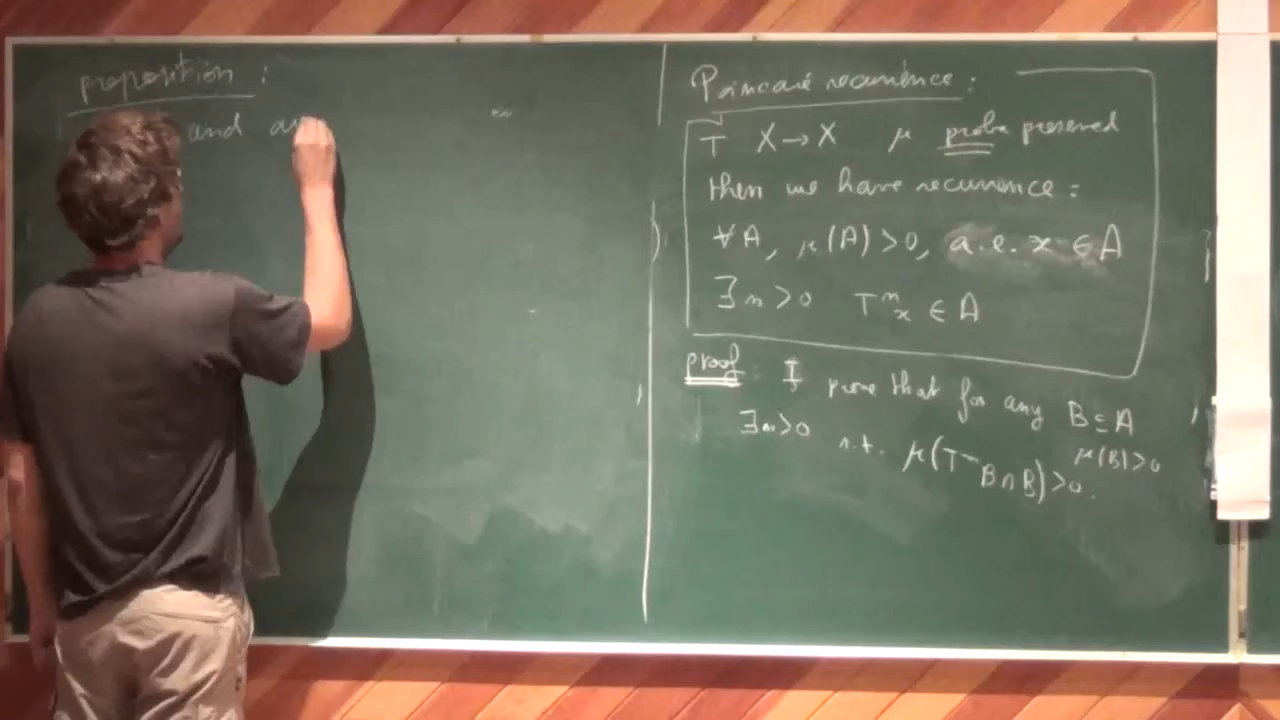 proposition :
and
Poincaré recurrence :
T X → X μ proba preserved
then we have recurrence :
∀A, μ(A) > 0, a.e. x ∈ A
∃n > 0 Tⁿx ∈ A
proof : I prove that for any B ⊆ A
μ(B) > 0
∃n > 0 s.t. μ(T⁻ⁿB ∩ B) > 0.